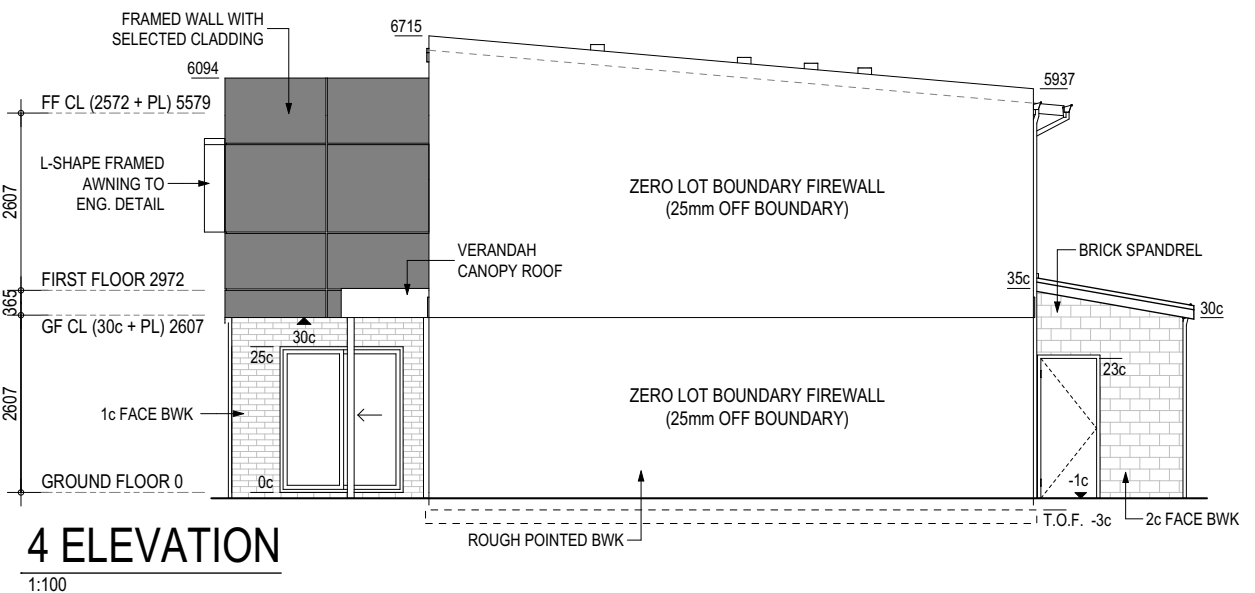 FRAMED WALL WITH
SELECTED CLADDING
6715
6094
5937
FF CL (2572 + PL) 5579
L-SHAPE FRAMED
AWNING TO
ENG. DETAIL
2607
ZERO LOT BOUNDARY FIREWALL
(25mm OFF BOUNDARY)
VERANDAH
CANOPY ROOF
BRICK SPANDREL
FIRST FLOOR 2972
35c
365
30c
GF CL (30c + PL) 2607
30c
25c
23c
2607
1c FACE BWK
ZERO LOT BOUNDARY FIREWALL
(25mm OFF BOUNDARY)
GROUND FLOOR 0
0c
-1c
T.O.F. -3c
2c FACE BWK
ROUGH POINTED BWK
4 ELEVATION
1:100